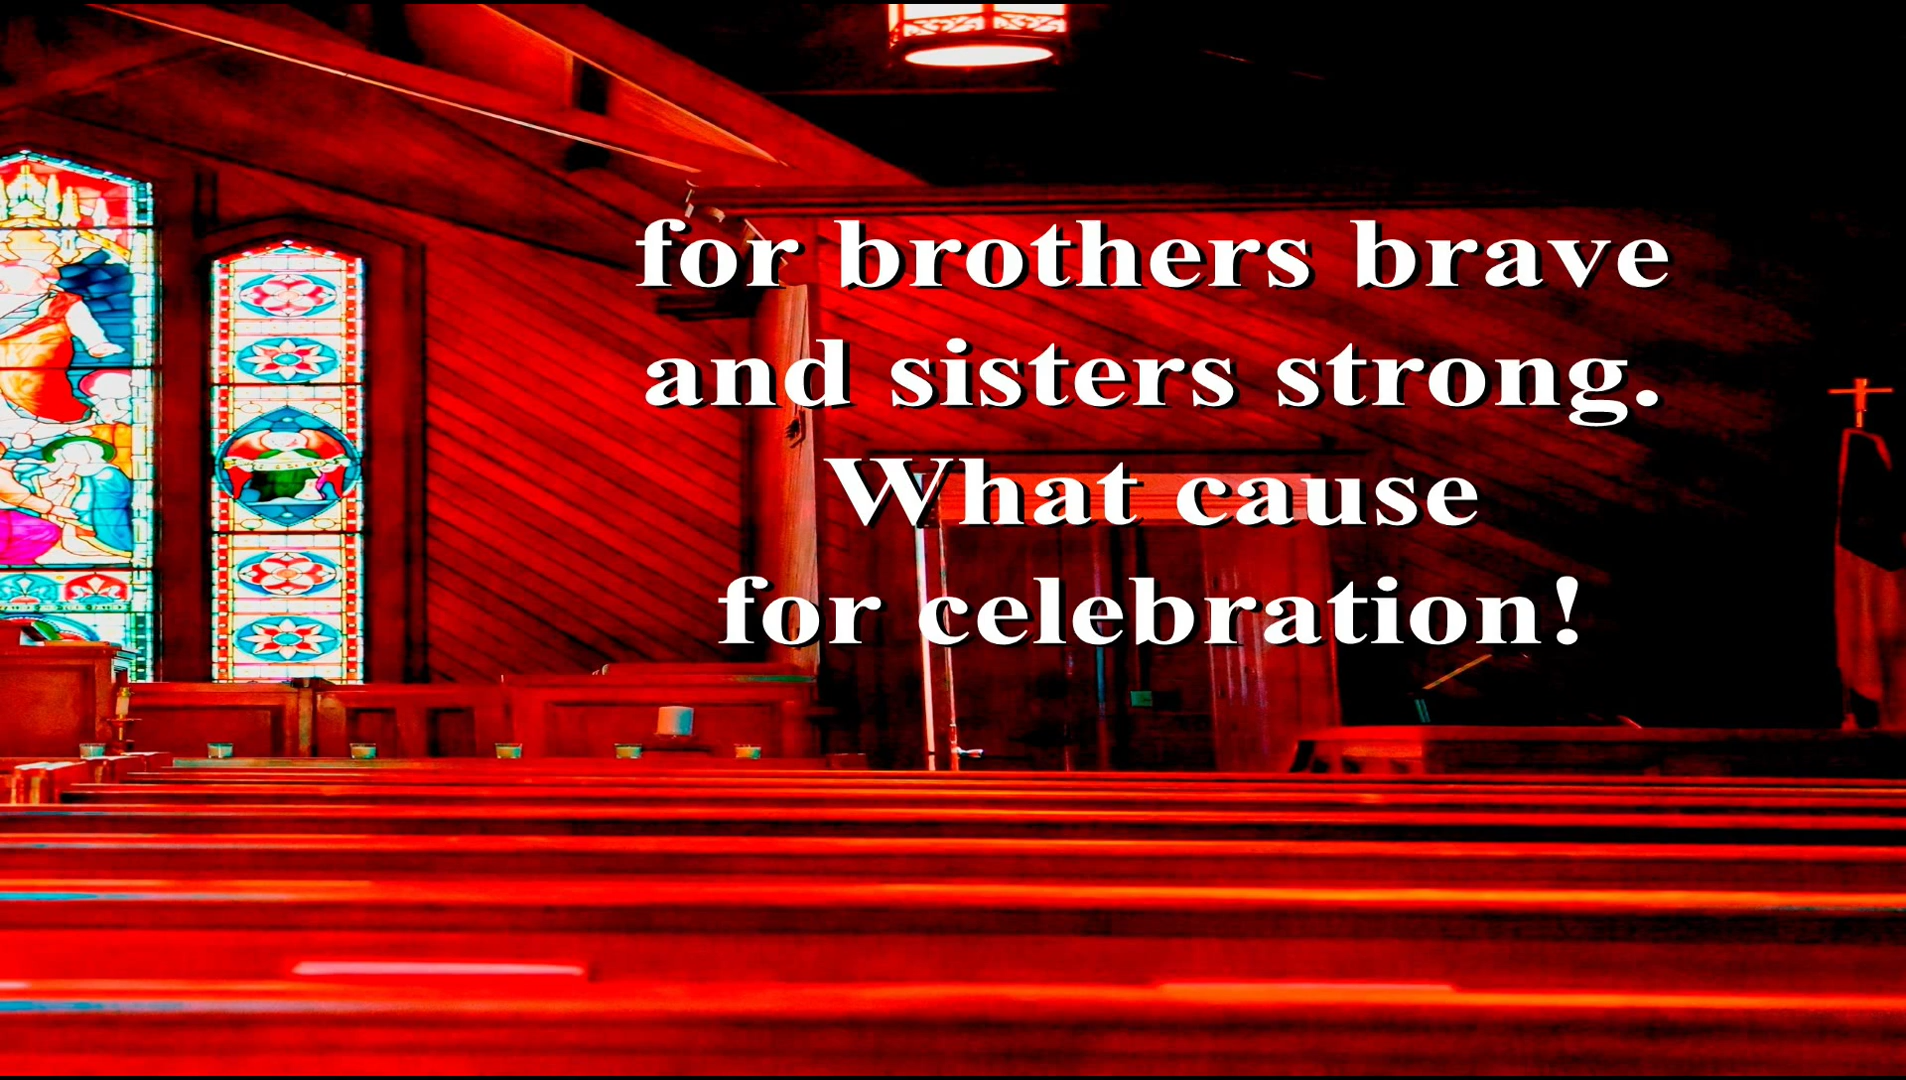 for brothers brave
and sisters strong.
What cause
for celebration!